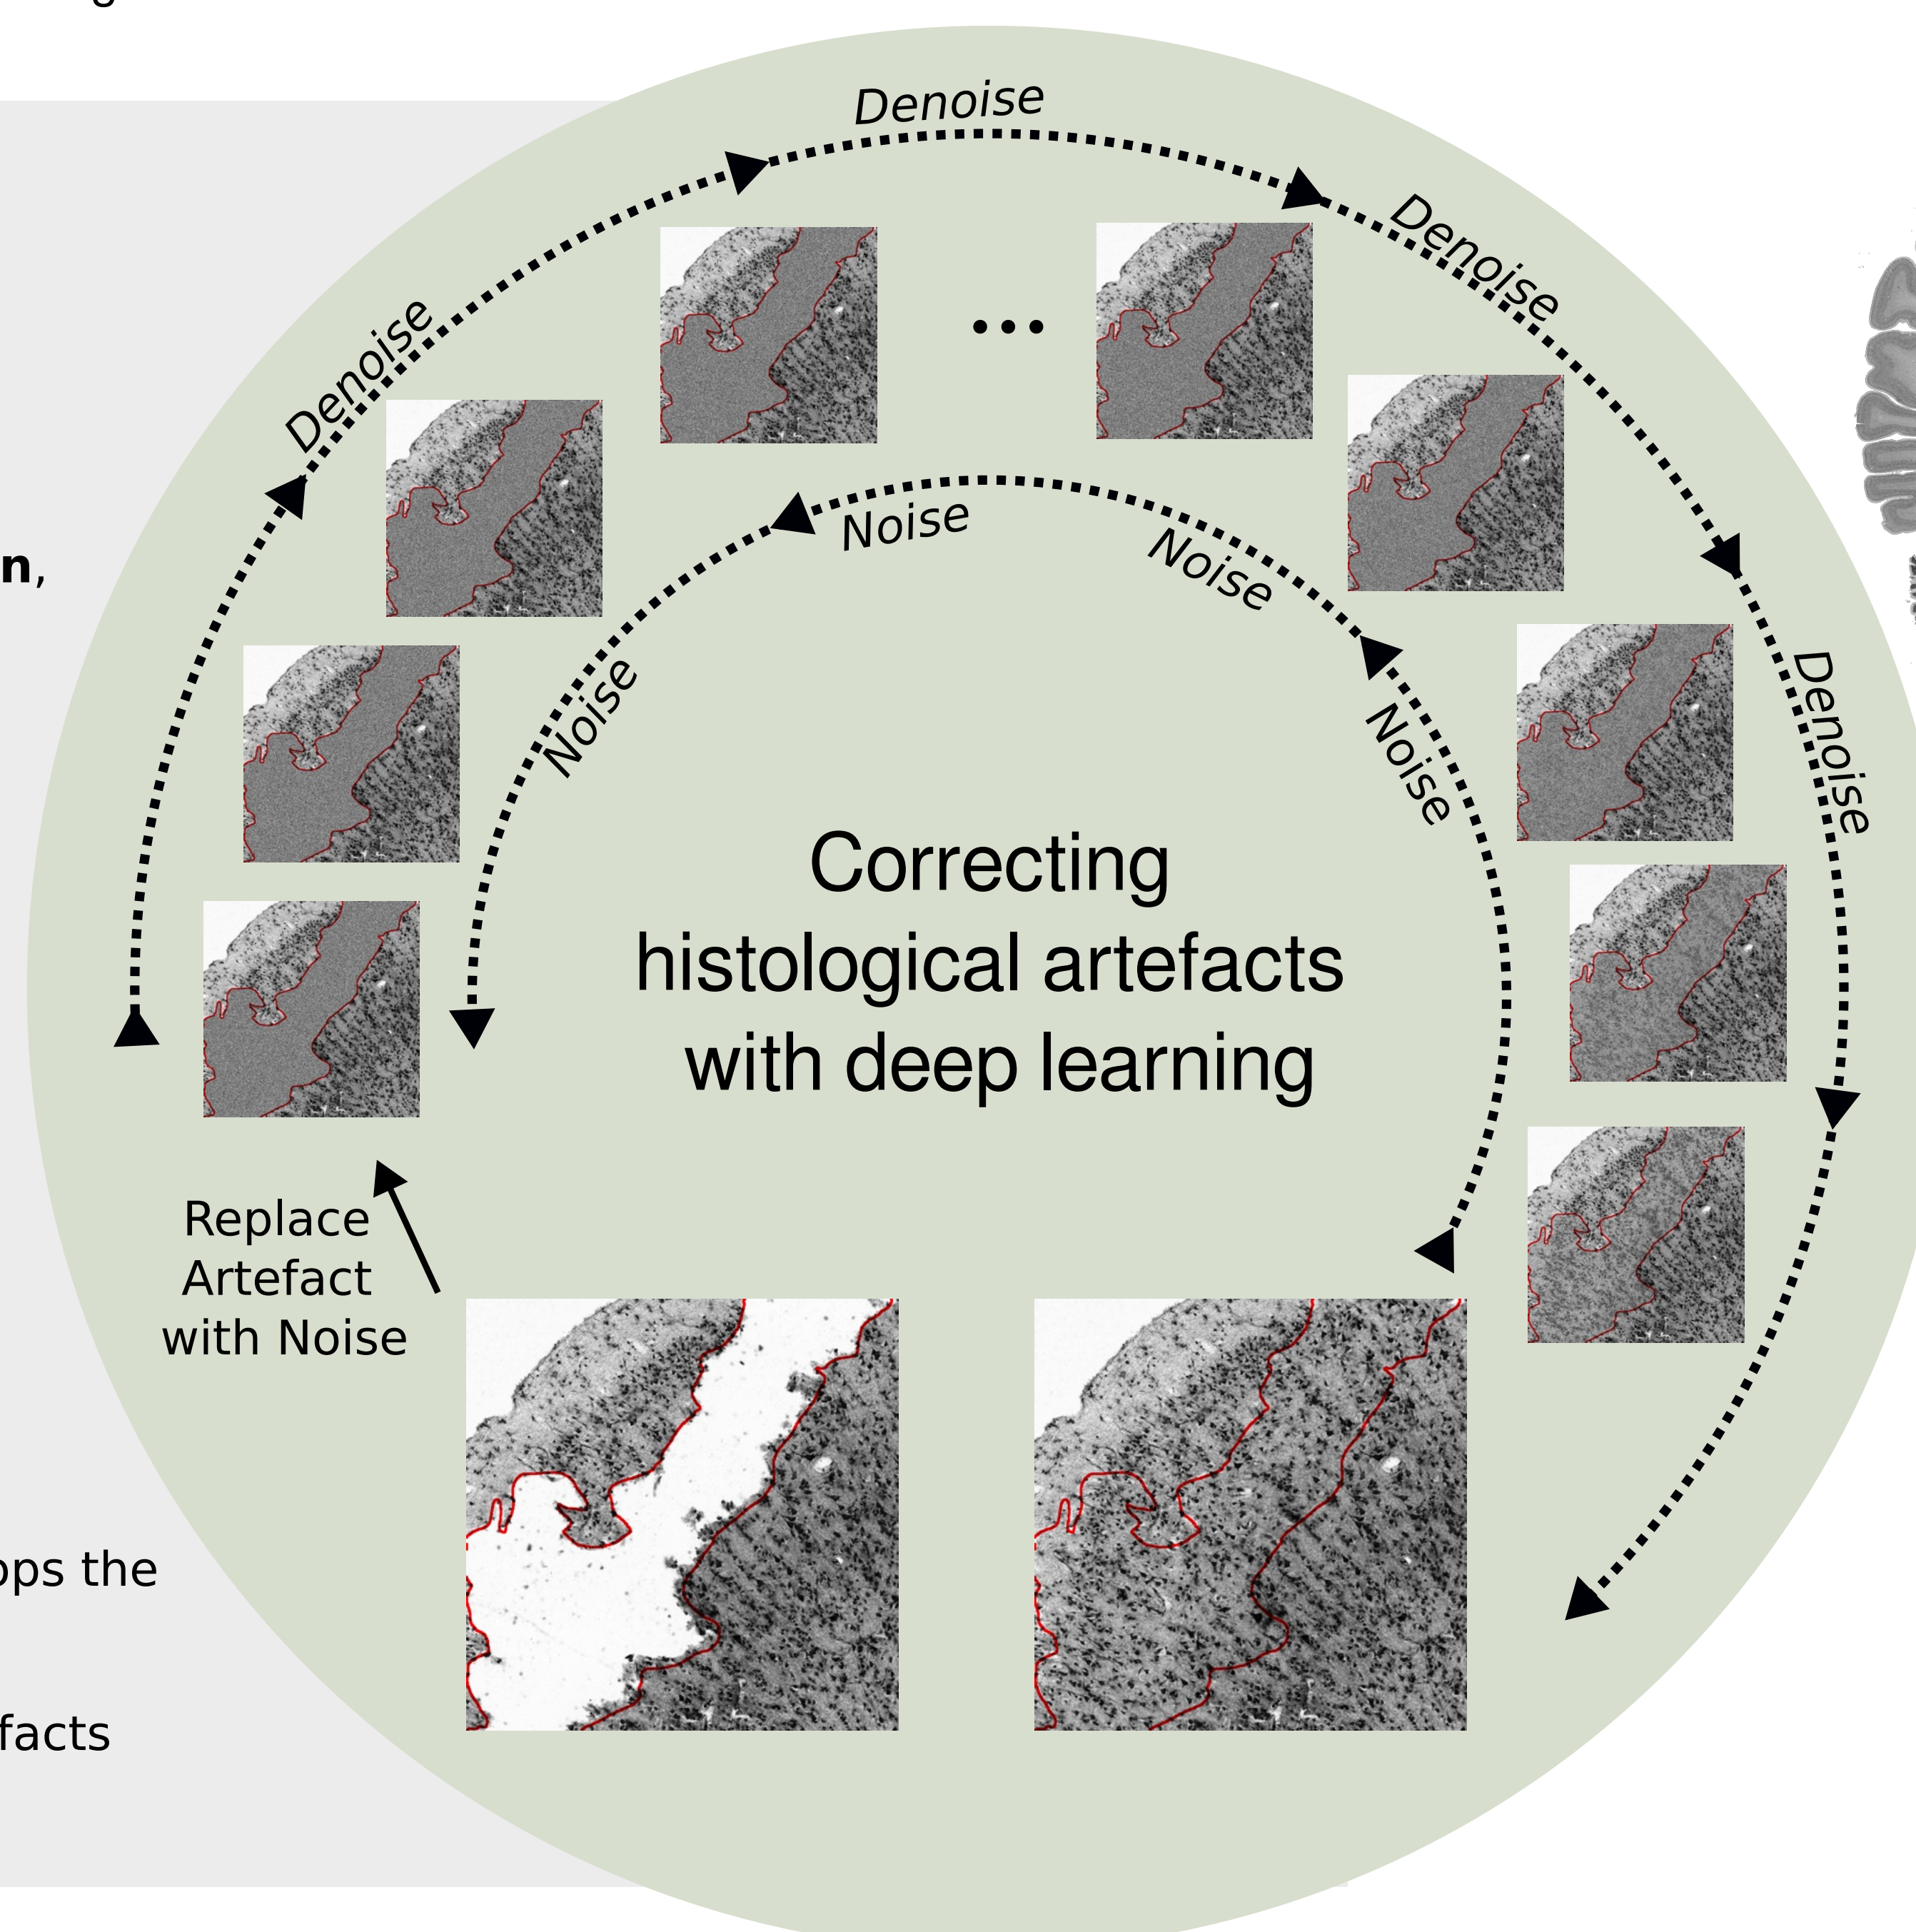 Denoise
Denoise
Denoise
Denoise
Noise
Noise
Noise
Noise
Correcting
histological artefacts
with deep learning
Replace
Artefact
with Noise
n,
the
facts